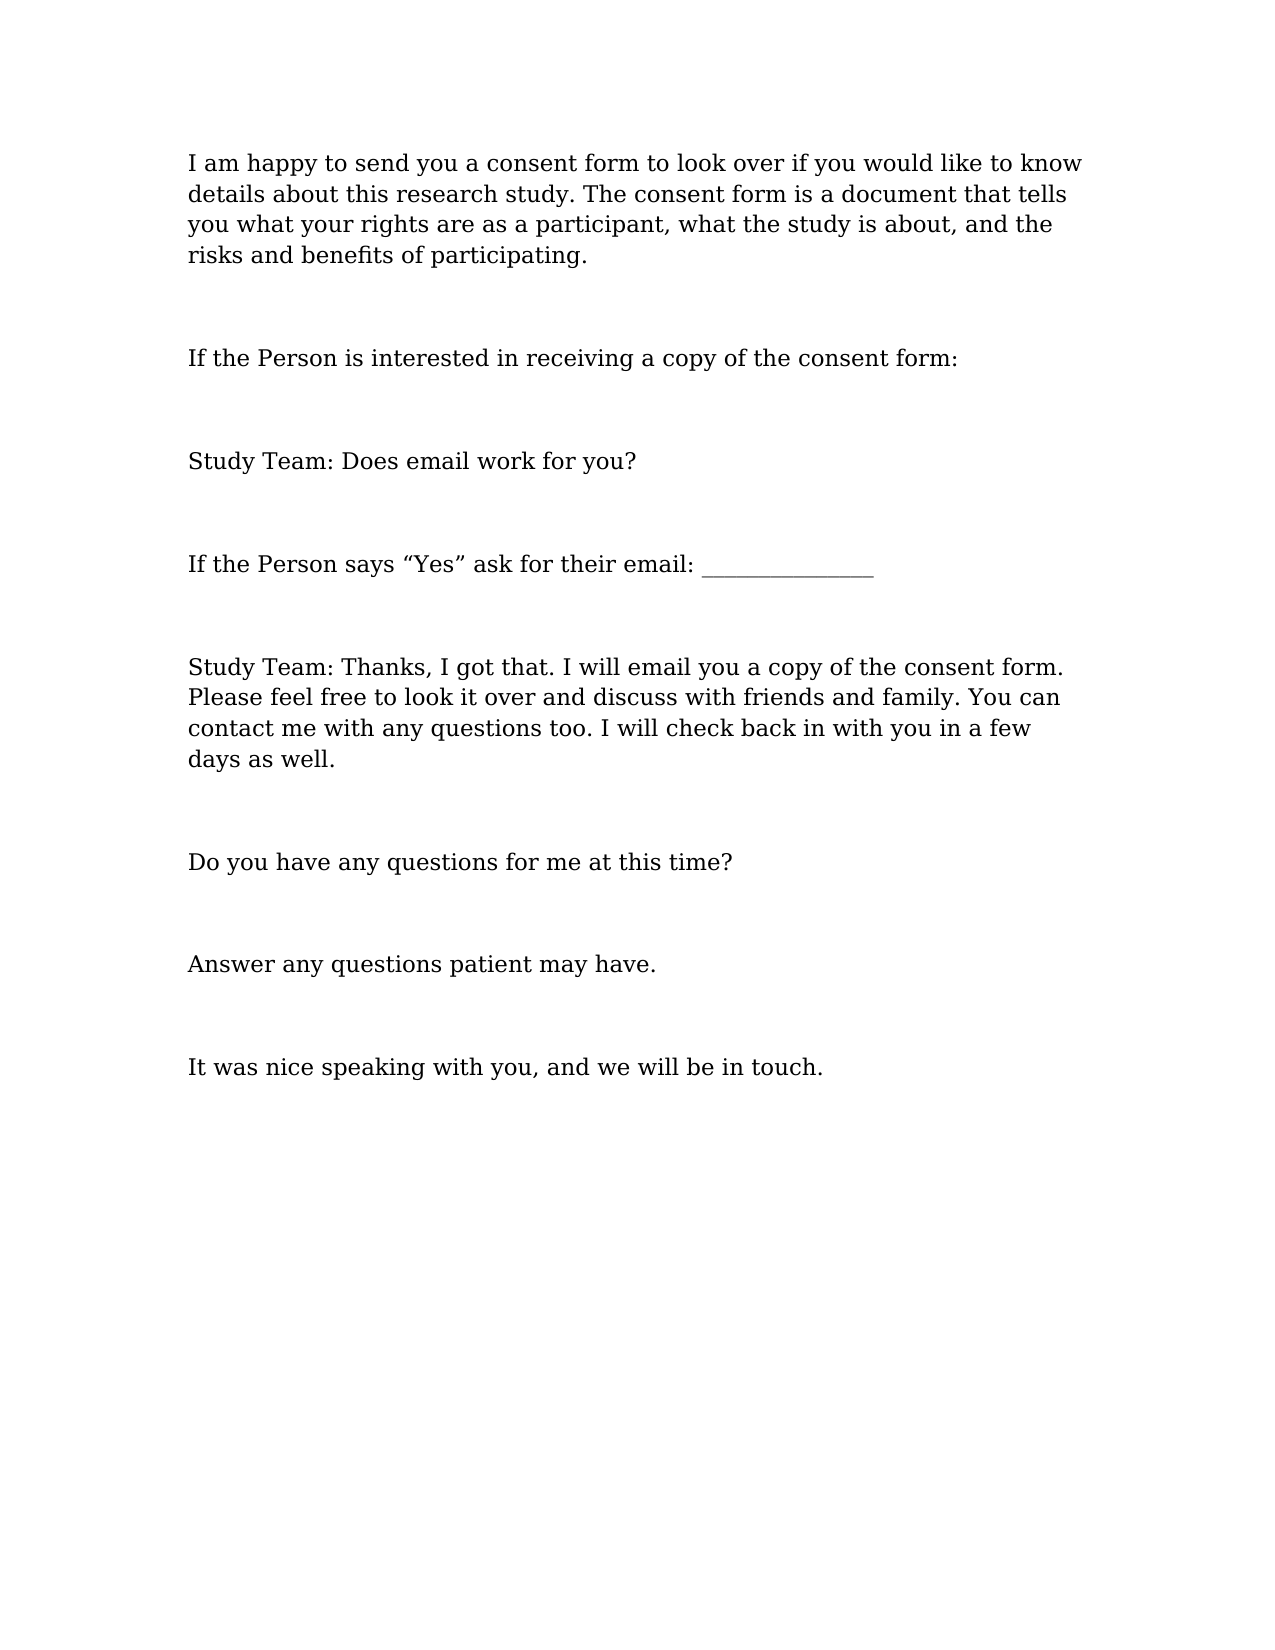 I am happy to send you a consent form to look over if you would like to know
details about this research study. The consent form is a document that tells
you what your rights are as a participant, what the study is about, and the
risks and benefits of participating.
If the Person is interested in receiving a copy of the consent form:
Study Team: Does email work for you?
If the Person says “Yes” ask for their email: _______________
Study Team: Thanks, I got that. I will email you a copy of the consent form.
Please feel free to look it over and discuss with friends and family. You can
contact me with any questions too. I will check back in with you in a few
days as well.
Do you have any questions for me at this time?
Answer any questions patient may have.
It was nice speaking with you, and we will be in touch.